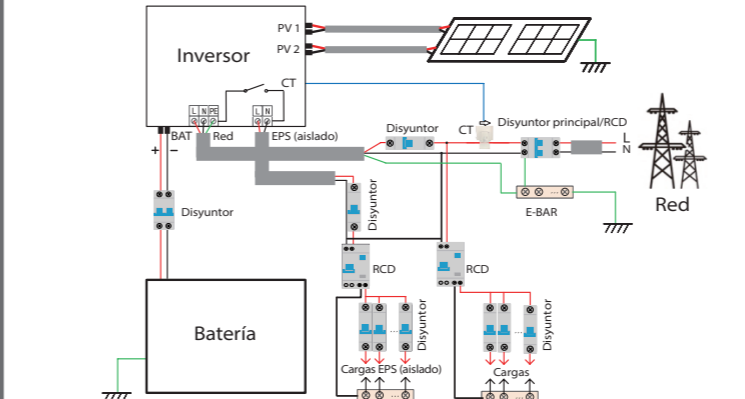 PV 1
PV 2
Inversor
CT
L N PE
L N
BAT
Red
EPS (aislado)
+
−
Disyuntor
CT
Disyuntor principal/RCD
L
N
Red
E-BAR
Disyuntor
Disyuntor
RCD
RCD
Batería
...
Disyuntor
...
Disyuntor
Cargas EPS (aislado)
Cargas
...
...
...